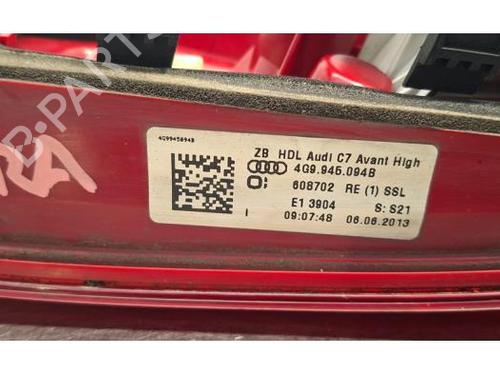 4G9945094B
ZB HDL Audi C7 Avant High
4G9.945.094B
608702 RE (1) SSL
E1 3904 S: S21
09:07:48 06.06.2013